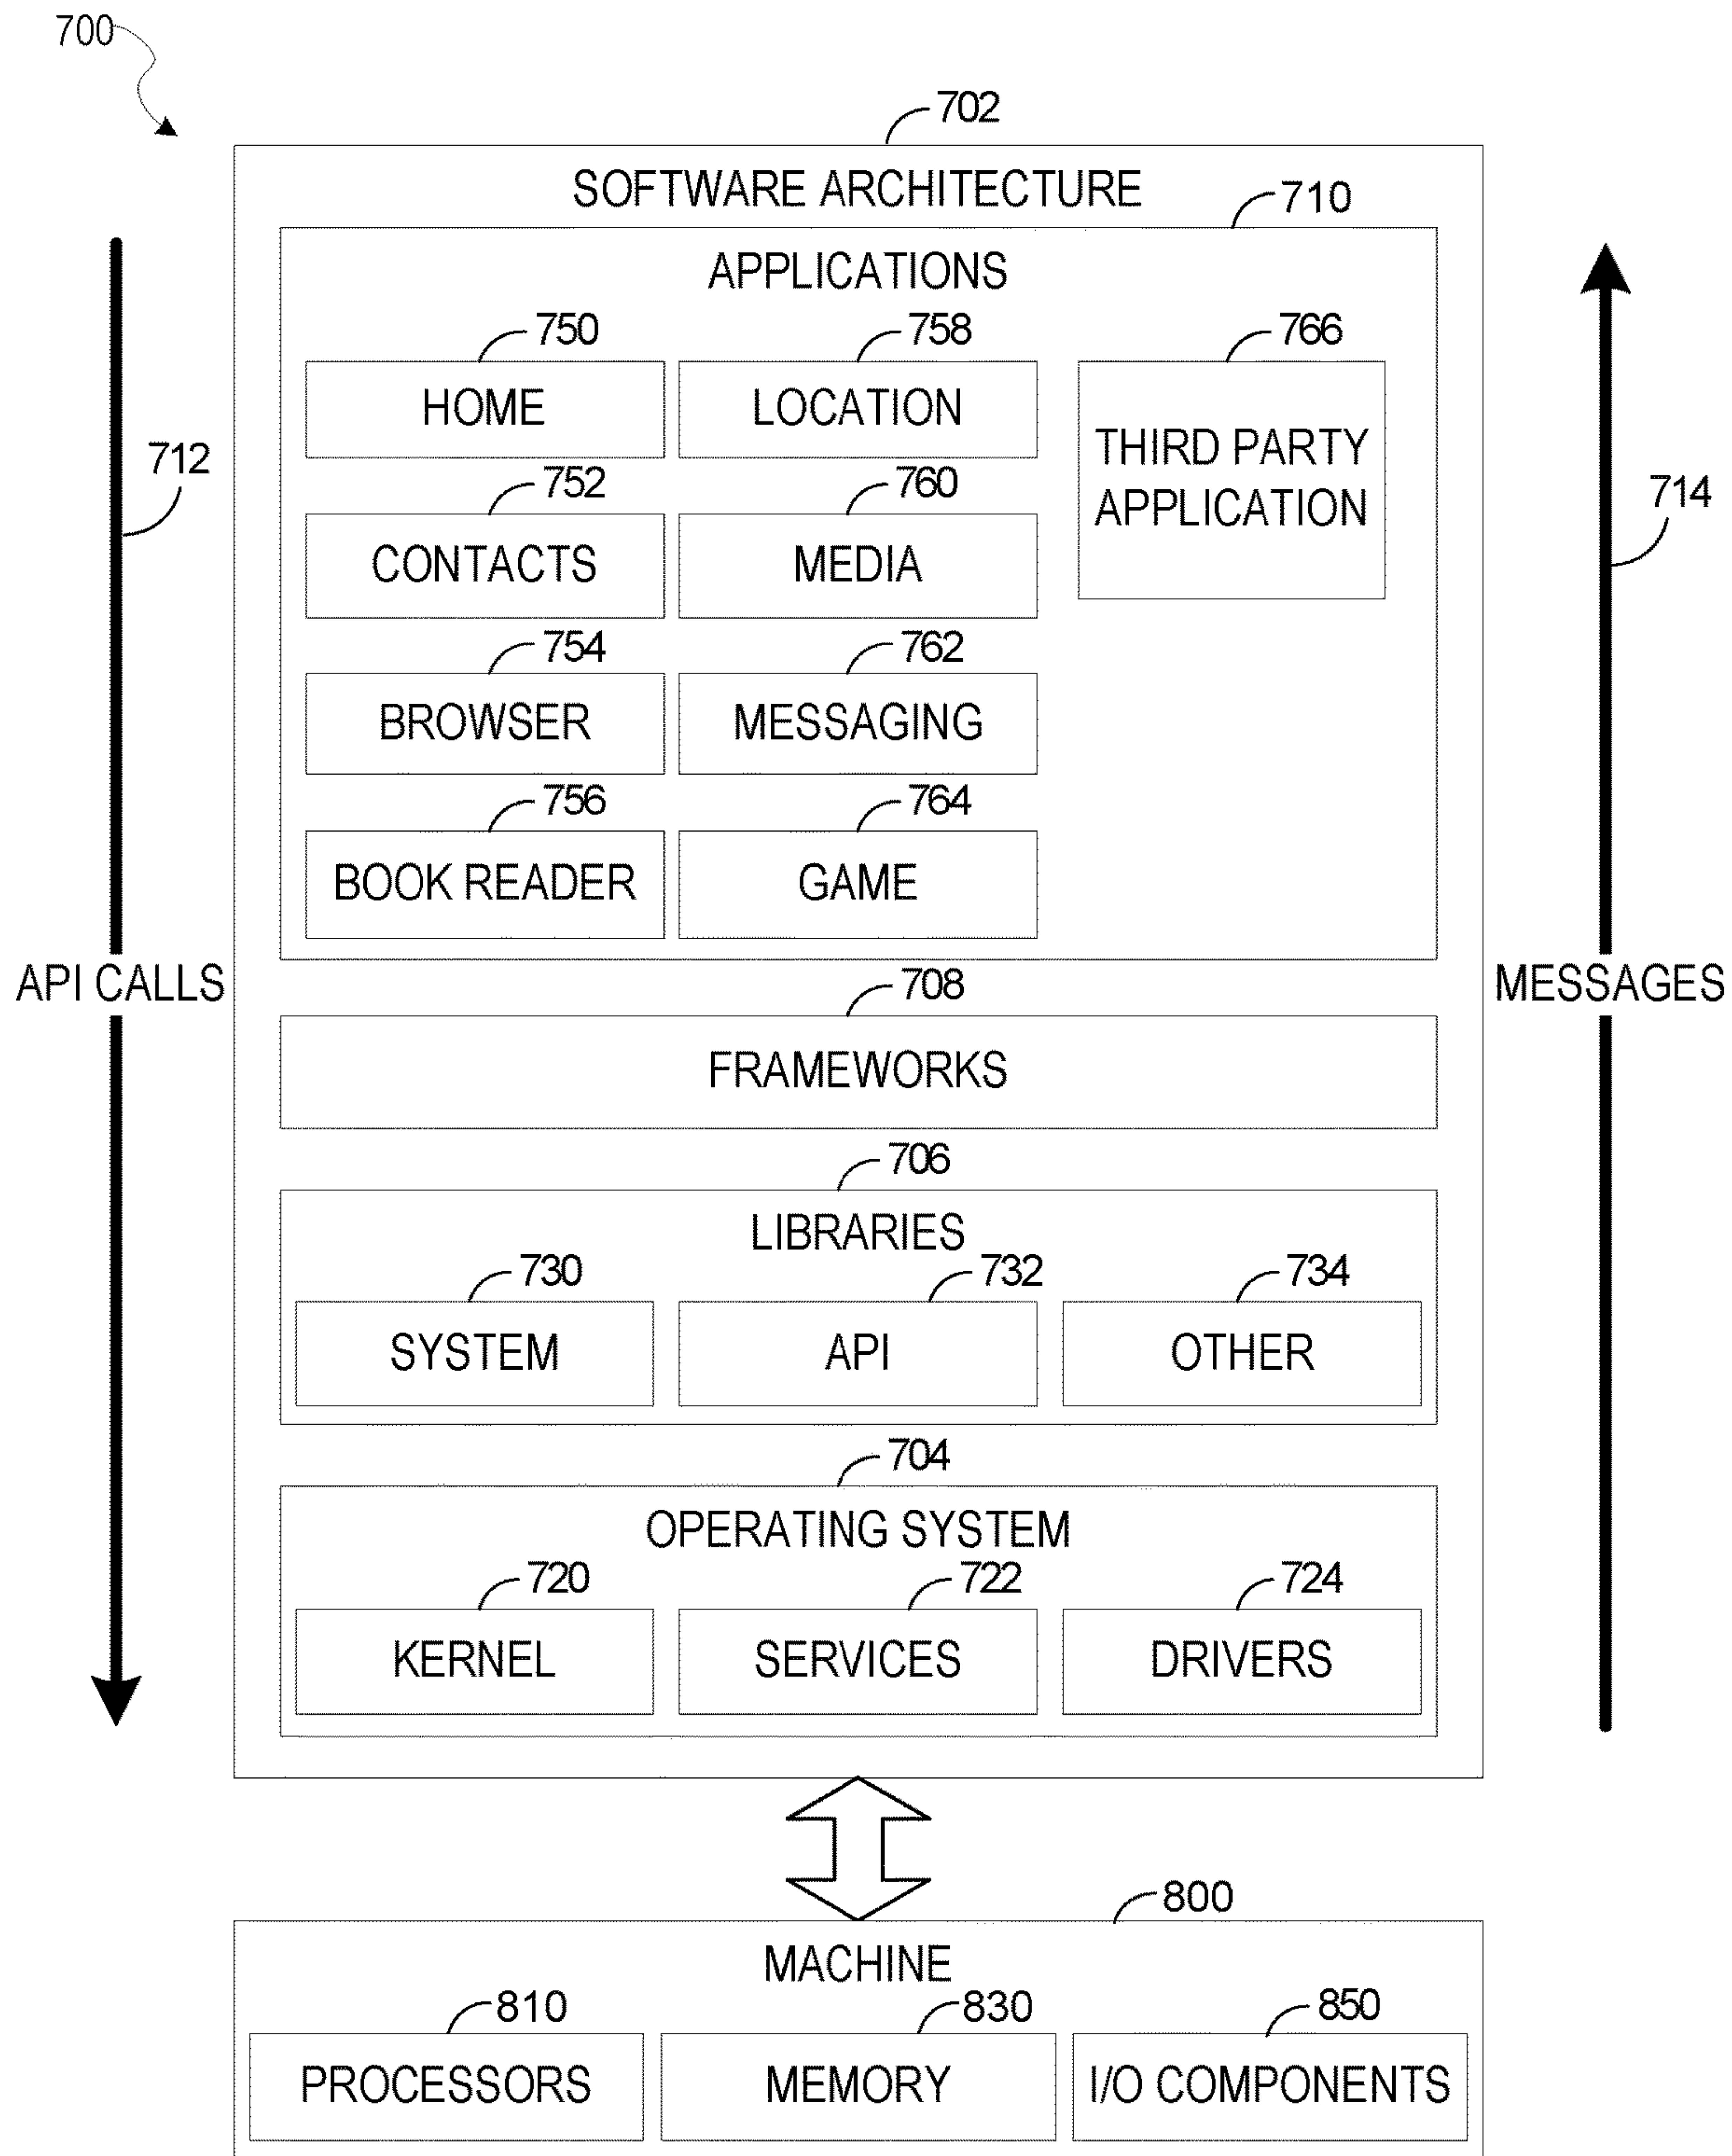 700
702
SOFTWARE ARCHITECTURE
710
APPLICATIONS
750
758
766
HOME
LOCATION
THIRD PARTY
APPLICATION
712
752
760
714
CONTACTS
MEDIA
754
762
BROWSER
MESSAGING
756
764
BOOK READER
GAME
API CALLS
708
MESSAGES
FRAMEWORKS
706
LIBRARIES
730
732
734
SYSTEM
API
OTHER
704
OPERATING SYSTEM
720
722
724
KERNEL
SERVICES
DRIVERS
800
MACHINE
810
830
850
PROCESSORS
MEMORY
I/O COMPONENTS